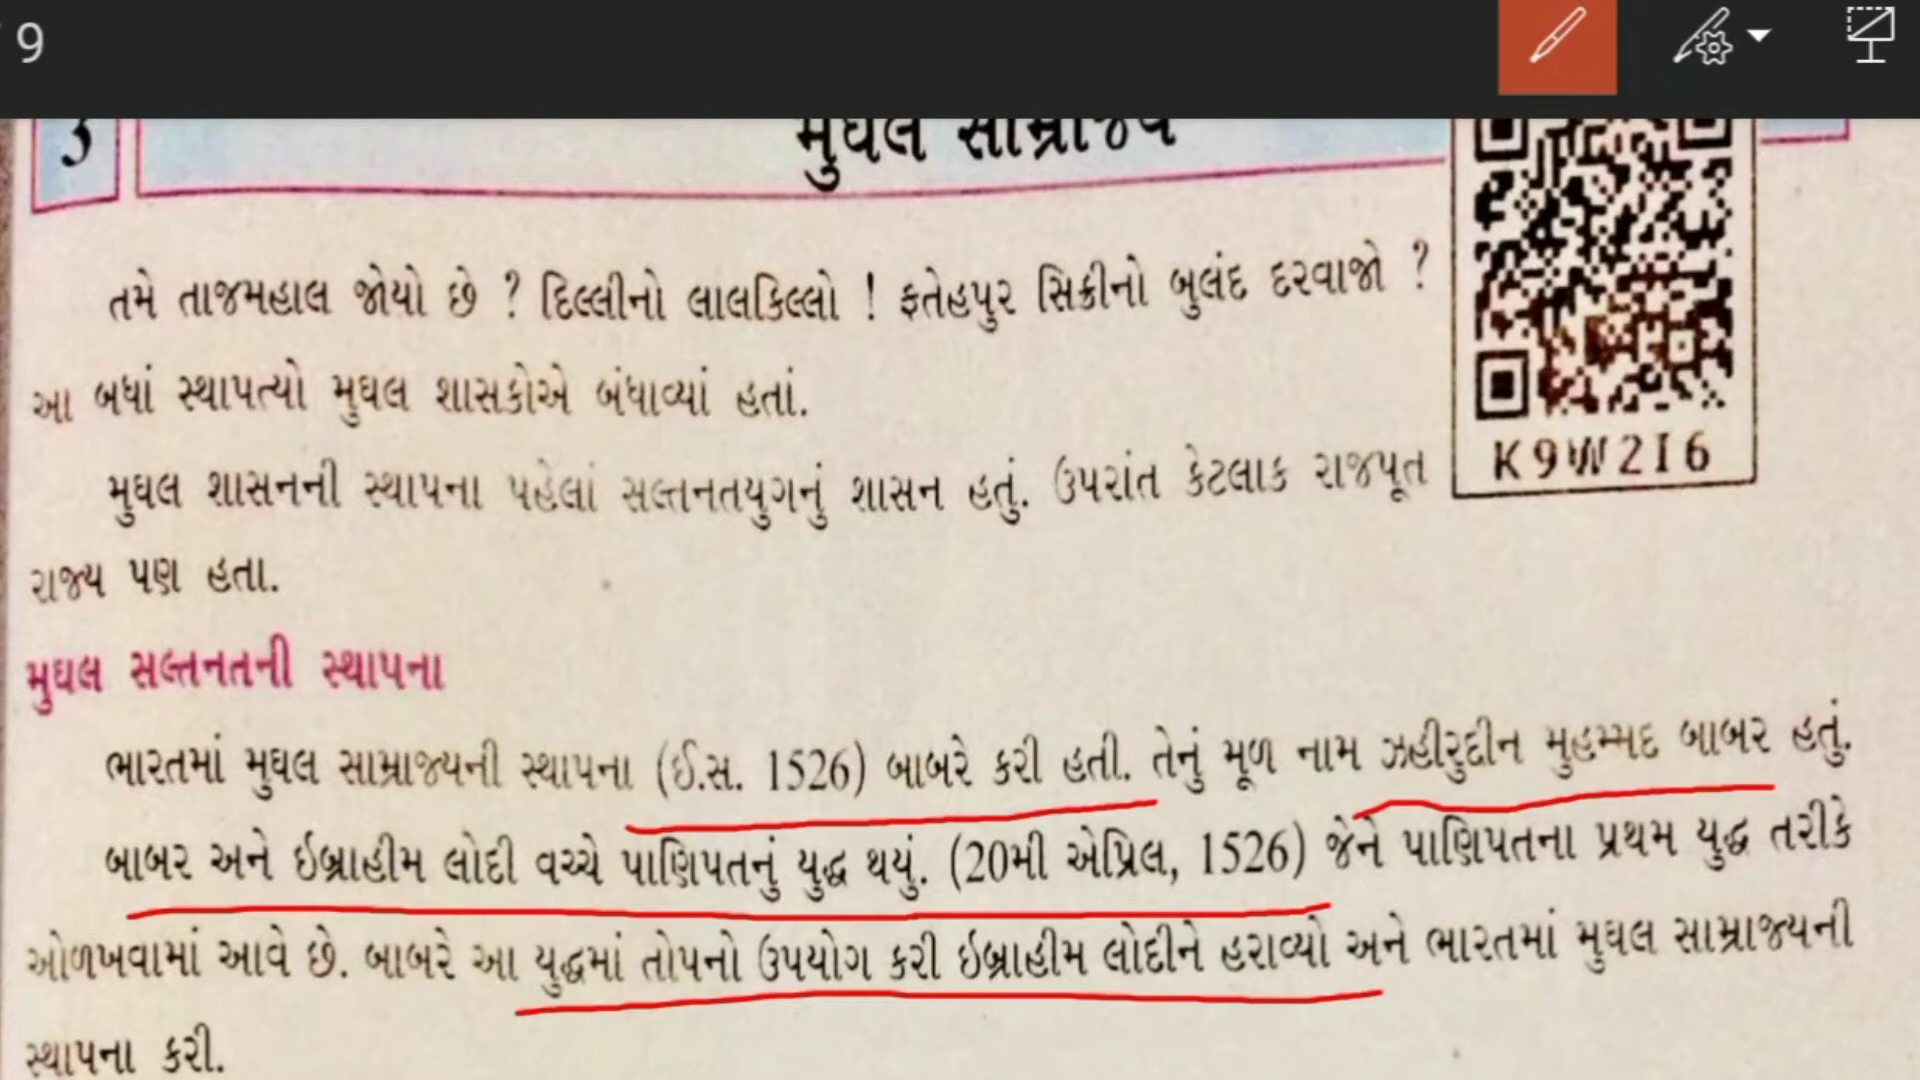 9
3
મુઘલ સામ્રાજ્ય
તમે તાજમહાલ જોયો છે ? દિલ્લીનો લાલકિલ્લો ! ફતેહપુર સિક્રીનો બુલંદ દરવાજો ?
આ બધાં સ્થાપત્યો મુઘલ શાસકોએ બંધાવ્યાં હતાં.
K9W2I6
મુઘલ શાસનની સ્થાપના પહેલાં સલ્તનતયુગનું શાસન હતું. ઉપરાંત કેટલાક રાજપૂત
રાજ્ય પણ હતા.
મુઘલ સલ્તનતની સ્થાપના
ભારતમાં મુઘલ સામ્રાજ્યની સ્થાપના (ઈ.સ. 1526) બાબરે કરી હતી. તેનું મૂળ નામ ઝહીરુદીન મુહમ્મદ બાબર હતું.
બાબર અને ઇબ્રાહીમ લોદી વચ્ચે પાણિપતનું યુદ્ધ થયું. (20મી એપ્રિલ, 1526) જેને પાણિપતના પ્રથમ યુદ્ધ તરીકે
ઓળખવામાં આવે છે. બાબરે આ યુદ્ધમાં તોપનો ઉપયોગ કરી ઇબ્રાહીમ લોદીને હરાવ્યો અને ભારતમાં મુઘલ સામ્રાજ્યની
સ્થાપના કરી.